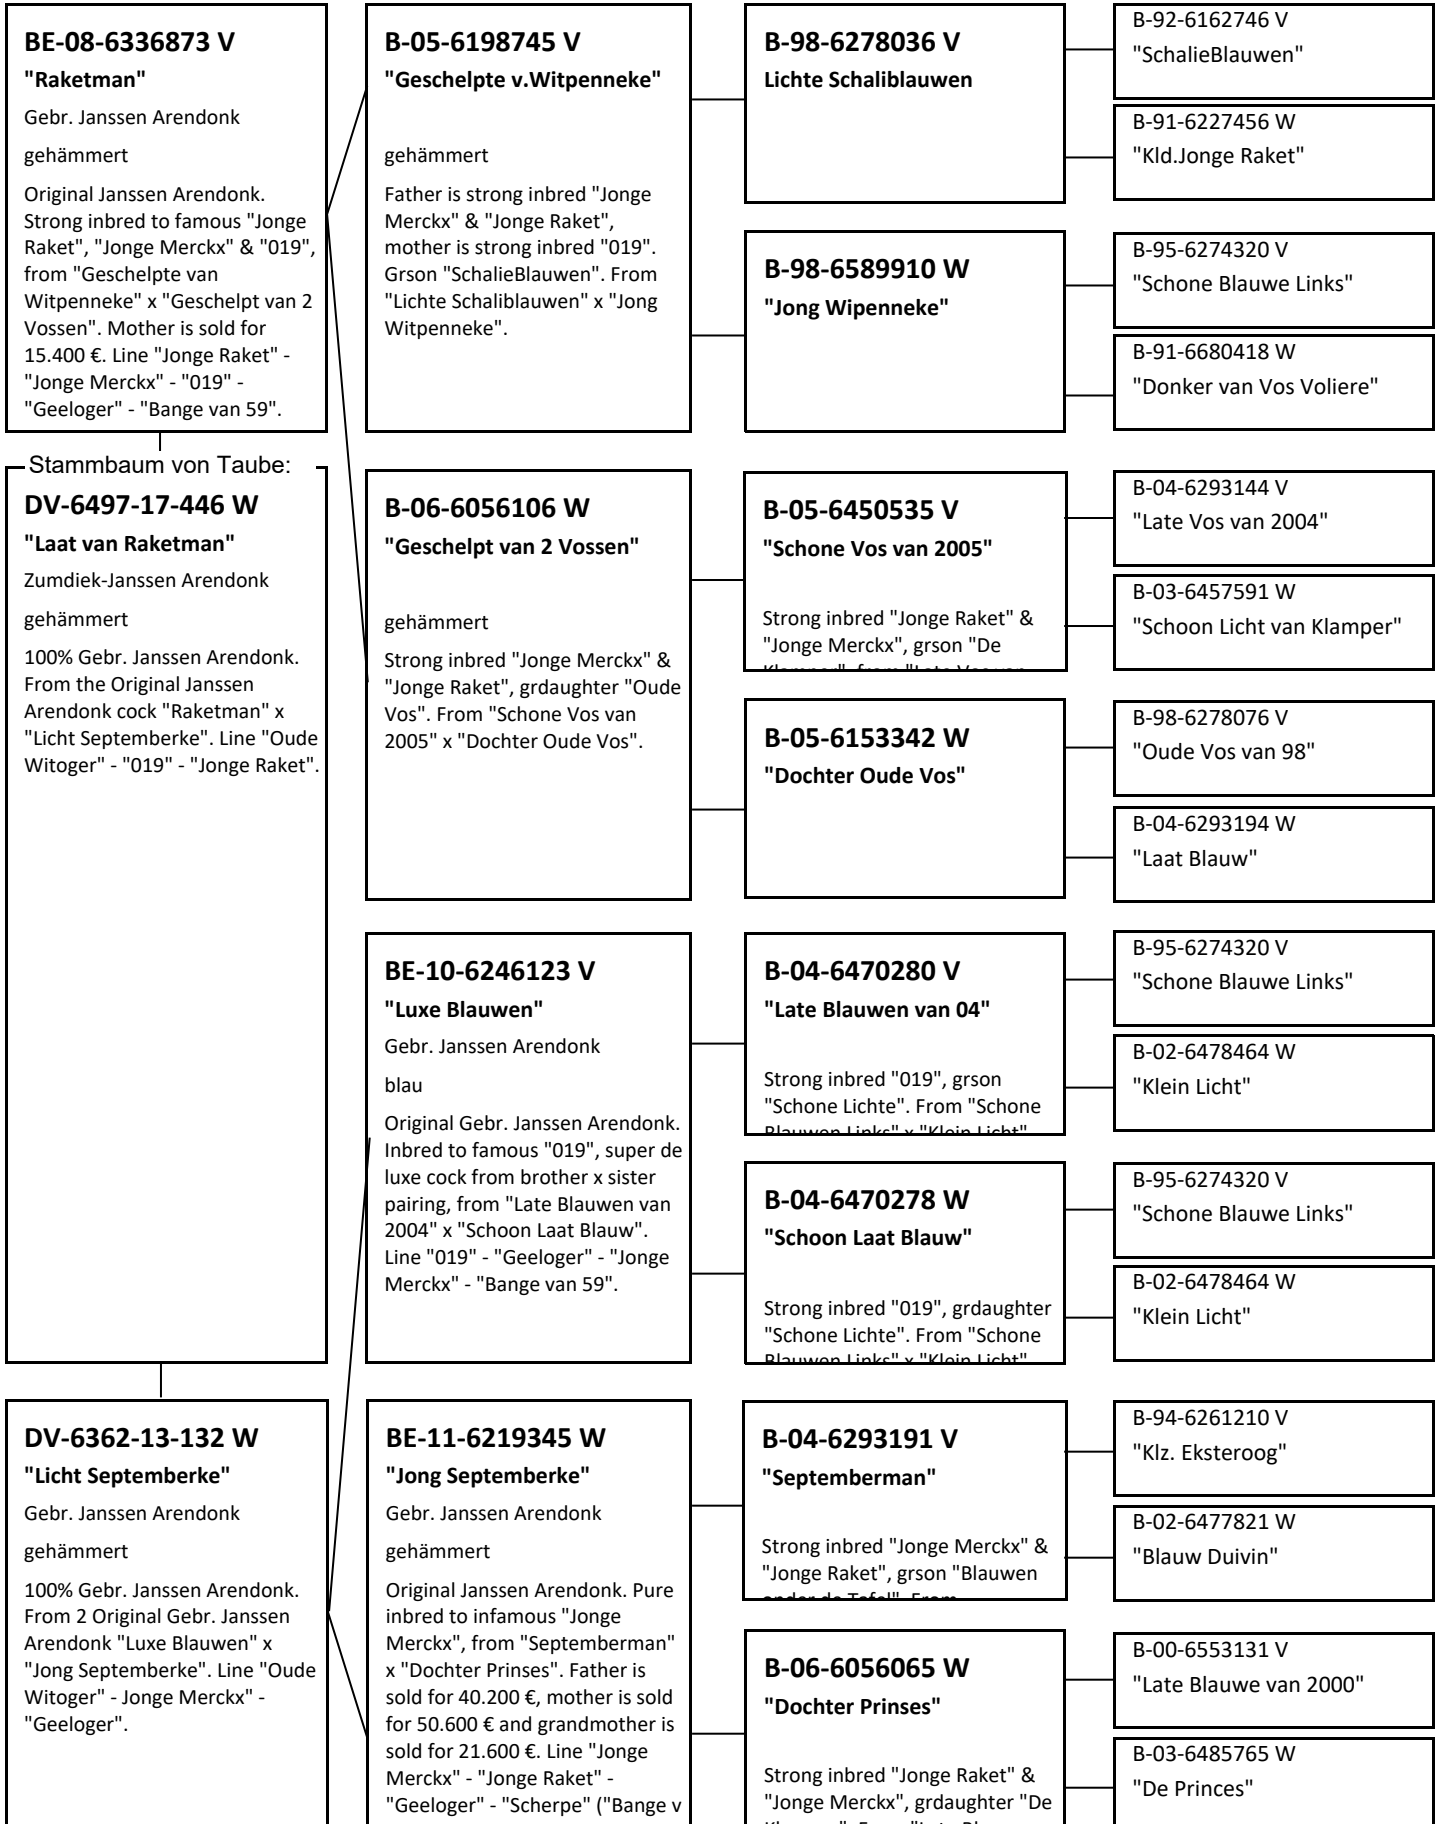 BE-08-6336873 V
"Raketman"
Gebr. Janssen Arendonk
gehämmert
Original Janssen Arendonk.
Strong inbred to famous "Jonge
Raket", "Jonge Merckx" & "019",
from "Geschelpte van
Witpenneke" x "Geschelpt van 2
Vossen". Mother is sold for
15.400 €. Line "Jonge Raket" -
"Jonge Merckx" - "019" -
"Geeloger" - "Bange van 59".
Stammbaum von Taube:
DV-6497-17-446 W
"Laat van Raketman"
Zumdiek-Janssen Arendonk
gehämmert
100% Gebr. Janssen Arendonk.
From the Original Janssen
Arendonk cock "Raketman" x
"Licht Septemberke". Line "Oude
Witoger" - "019" - "Jonge Raket".
DV-6362-13-132 W
"Licht Septemberke"
Gebr. Janssen Arendonk
gehämmert
100% Gebr. Janssen Arendonk.
From 2 Original Gebr. Janssen
Arendonk "Luxe Blauwen" x
"Jong Septemberke". Line "Oude
Witoger" - Jonge Merckx" -
"Geeloger".
B-05-6198745 V
"Geschelpte v.Witpenneke"
gehämmert
Father is strong inbred "Jonge
Merckx" & "Jonge Raket",
mother is strong inbred "019".
Grson "SchalieBlauwen". From
"Lichte Schaliblauwen" x "Jong
Witpenneke".
B-06-6056106 W
"Geschelpt van 2 Vossen"
gehämmert
Strong inbred "Jonge Merckx" &
"Jonge Raket", grdaughter "Oude
Vos". From "Schone Vos van
2005" x "Dochter Oude Vos".
BE-10-6246123 V
"Luxe Blauwen"
Gebr. Janssen Arendonk
blau
Original Gebr. Janssen Arendonk.
Inbred to famous "019", super de
luxe cock from brother x sister
pairing, from "Late Blauwen van
2004" x "Schoon Laat Blauw".
Line "019" - "Geeloger" - "Jonge
Merckx" - "Bange van 59".
BE-11-6219345 W
"Jong Septemberke"
Gebr. Janssen Arendonk
gehämmert
Original Janssen Arendonk. Pure
inbred to infamous "Jonge
Merckx", from "Septemberman"
x "Dochter Prinses". Father is
sold for 40.200 €, mother is sold
for 50.600 € and grandmother is
sold for 21.600 €. Line "Jonge
Merckx" - "Jonge Raket" -
"Geeloger" - "Scherpe" ("Bange v
B-98-6278036 V
Lichte Schaliblauwen
B-98-6589910 W
"Jong Wipenneke"
B-05-6450535 V
"Schone Vos van 2005"
Strong inbred "Jonge Raket" &
"Jonge Merckx", grson "De
Klamper", from "Late Vos van
B-05-6153342 W
"Dochter Oude Vos"
B-04-6470280 V
"Late Blauwen van 04"
Strong inbred "019", grson
"Schone Lichte". From "Schone
Blauwen Links" x "Klein Licht"
B-04-6470278 W
"Schoon Laat Blauw"
Strong inbred "019", grdaughter
"Schone Lichte". From "Schone
Blauwen Links" x "Klein Licht"
B-04-6293191 V
"Septemberman"
Strong inbred "Jonge Merckx" &
"Jonge Raket", grson "Blauwen
onder de Tafel". From
B-06-6056065 W
"Dochter Prinses"
Strong inbred "Jonge Raket" &
"Jonge Merckx", grdaughter "De
B-92-6162746 V
"SchalieBlauwen"
B-91-6227456 W
"Kld.Jonge Raket"
B-95-6274320 V
"Schone Blauwe Links"
B-91-6680418 W
"Donker van Vos Voliere"
B-04-6293144 V
"Late Vos van 2004"
B-03-6457591 W
"Schoon Licht van Klamper"
B-98-6278076 V
"Oude Vos van 98"
B-04-6293194 W
"Laat Blauw"
B-95-6274320 V
"Schone Blauwe Links"
B-02-6478464 W
"Klein Licht"
B-95-6274320 V
"Schone Blauwe Links"
B-02-6478464 W
"Klein Licht"
B-94-6261210 V
"Klz. Eksteroog"
B-02-6477821 W
"Blauw Duivin"
B-00-6553131 V
"Late Blauwe van 2000"
B-03-6485765 W
"De Princes"